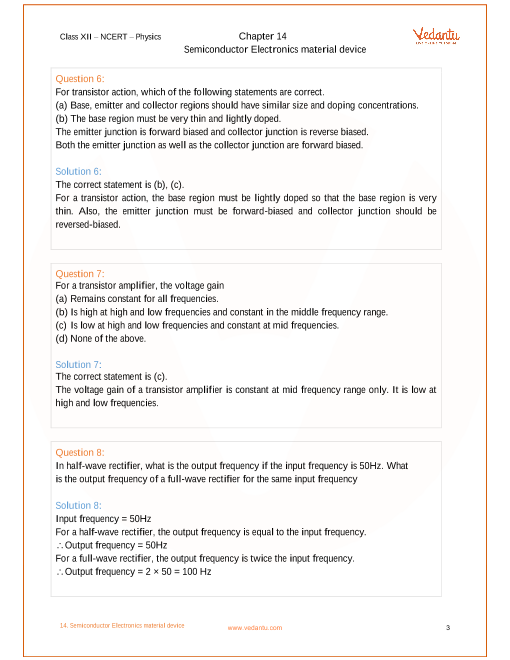 Class XII – NCERT – Physics
Chapter 14
Vedantu
Semiconductor Electronics material device
Question 6:
For transistor action, which of the following statements are correct.
(a) Base, emitter and collector regions should have similar size and doping concentrations.
(b) The base region must be very thin and lightly doped.
The emitter junction is forward biased and collector junction is reverse biased.
Both the emitter junction as well as the collector junction are forward biased.
Solution 6:
The correct statement is (b), (c).
For a transistor action, the base region must be lightly doped so that the base region is very
thin. Also, the emitter junction must be forward-biased and collector junction should be
reversed-biased.
Question 7:
For a transistor amplifier, the voltage gain
(a) Remains constant for all frequencies.
(b) Is high at high and low frequencies and constant in the middle frequency range.
(c) Is low at high and low frequencies and constant at mid frequencies.
(d) None of the above.
Solution 7:
The correct statement is (c).
The voltage gain of a transistor amplifier is constant at mid frequency range only. It is low at
high and low frequencies.
Question 8:
In half-wave rectifier, what is the output frequency if the input frequency is 50Hz. What
is the output frequency of a full-wave rectifier for the same input frequency
Solution 8:
Input frequency = 50Hz
For a half-wave rectifier, the output frequency is equal to the input frequency.
∴ Output frequency = 50Hz
For a full-wave rectifier, the output frequency is twice the input frequency.
∴ Output frequency = 2 × 50 = 100 Hz
14. Semiconductor Electronics material device
www.vedantu.com
3